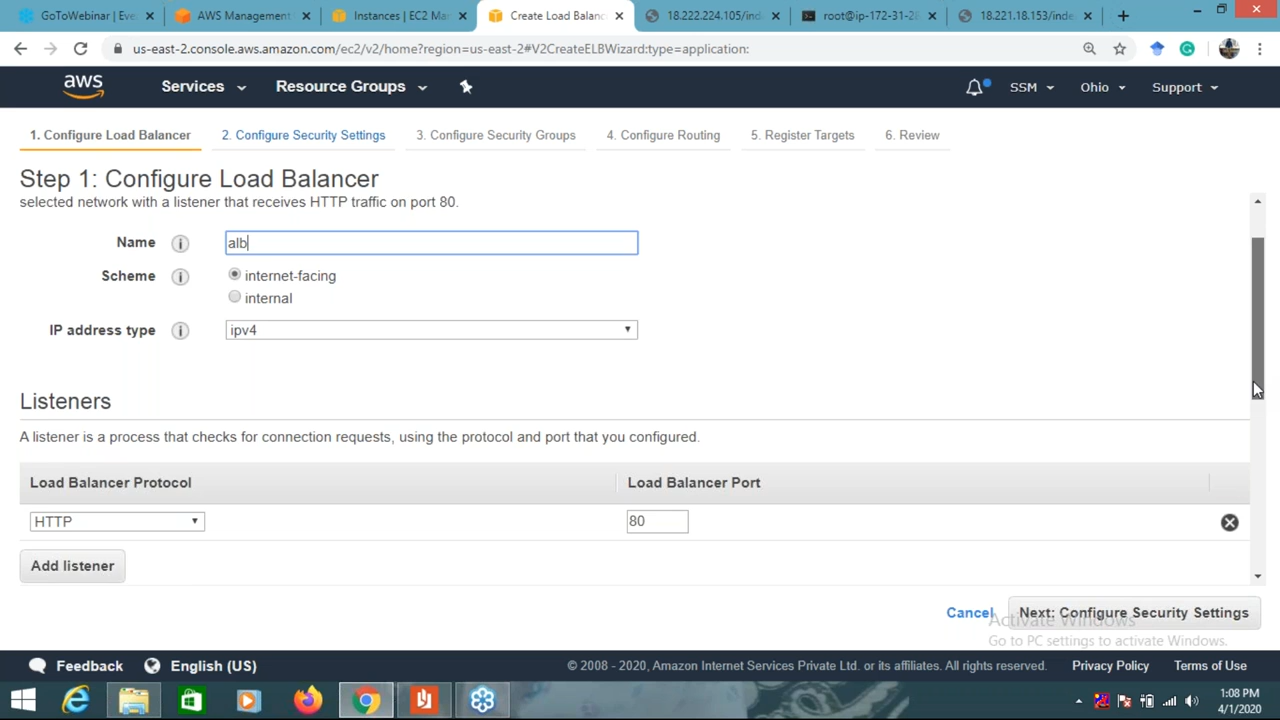 GoToWebinar | Eve
AWS Management
Instances | EC2 Ma
Create Load Balanc
18.222.224.105/ind
root@ip-172-31-28
18.221.18.153/inde
us-east-2.console.aws.amazon.com/ec2/v2/home?region=us-east-2#V2CreateELBWizard:type=application:
aws
Services
Resource Groups
SSM
Ohio
Support
1. Configure Load Balancer
2. Configure Security Settings
3. Configure Security Groups
4. Configure Routing
5. Register Targets
6. Review
Step 1: Configure Load Balancer
selected network with a listener that receives HTTP traffic on port 80.
Name
alb
Scheme
internet-facing
internal
IP address type
ipv4
Listeners
A listener is a process that checks for connection requests, using the protocol and port that you configured.
Load Balancer Protocol
Load Balancer Port
HTTP
80
Add listener
Cancel
Next: Configure Security Settings
Activate Windows
Go to PC settings to activate Windows.
Feedback
English (US)
© 2008 - 2020, Amazon Internet Services Private Ltd. or its affiliates. All rights reserved.
Privacy Policy
Terms of Use
1:08 PM
4/1/2020